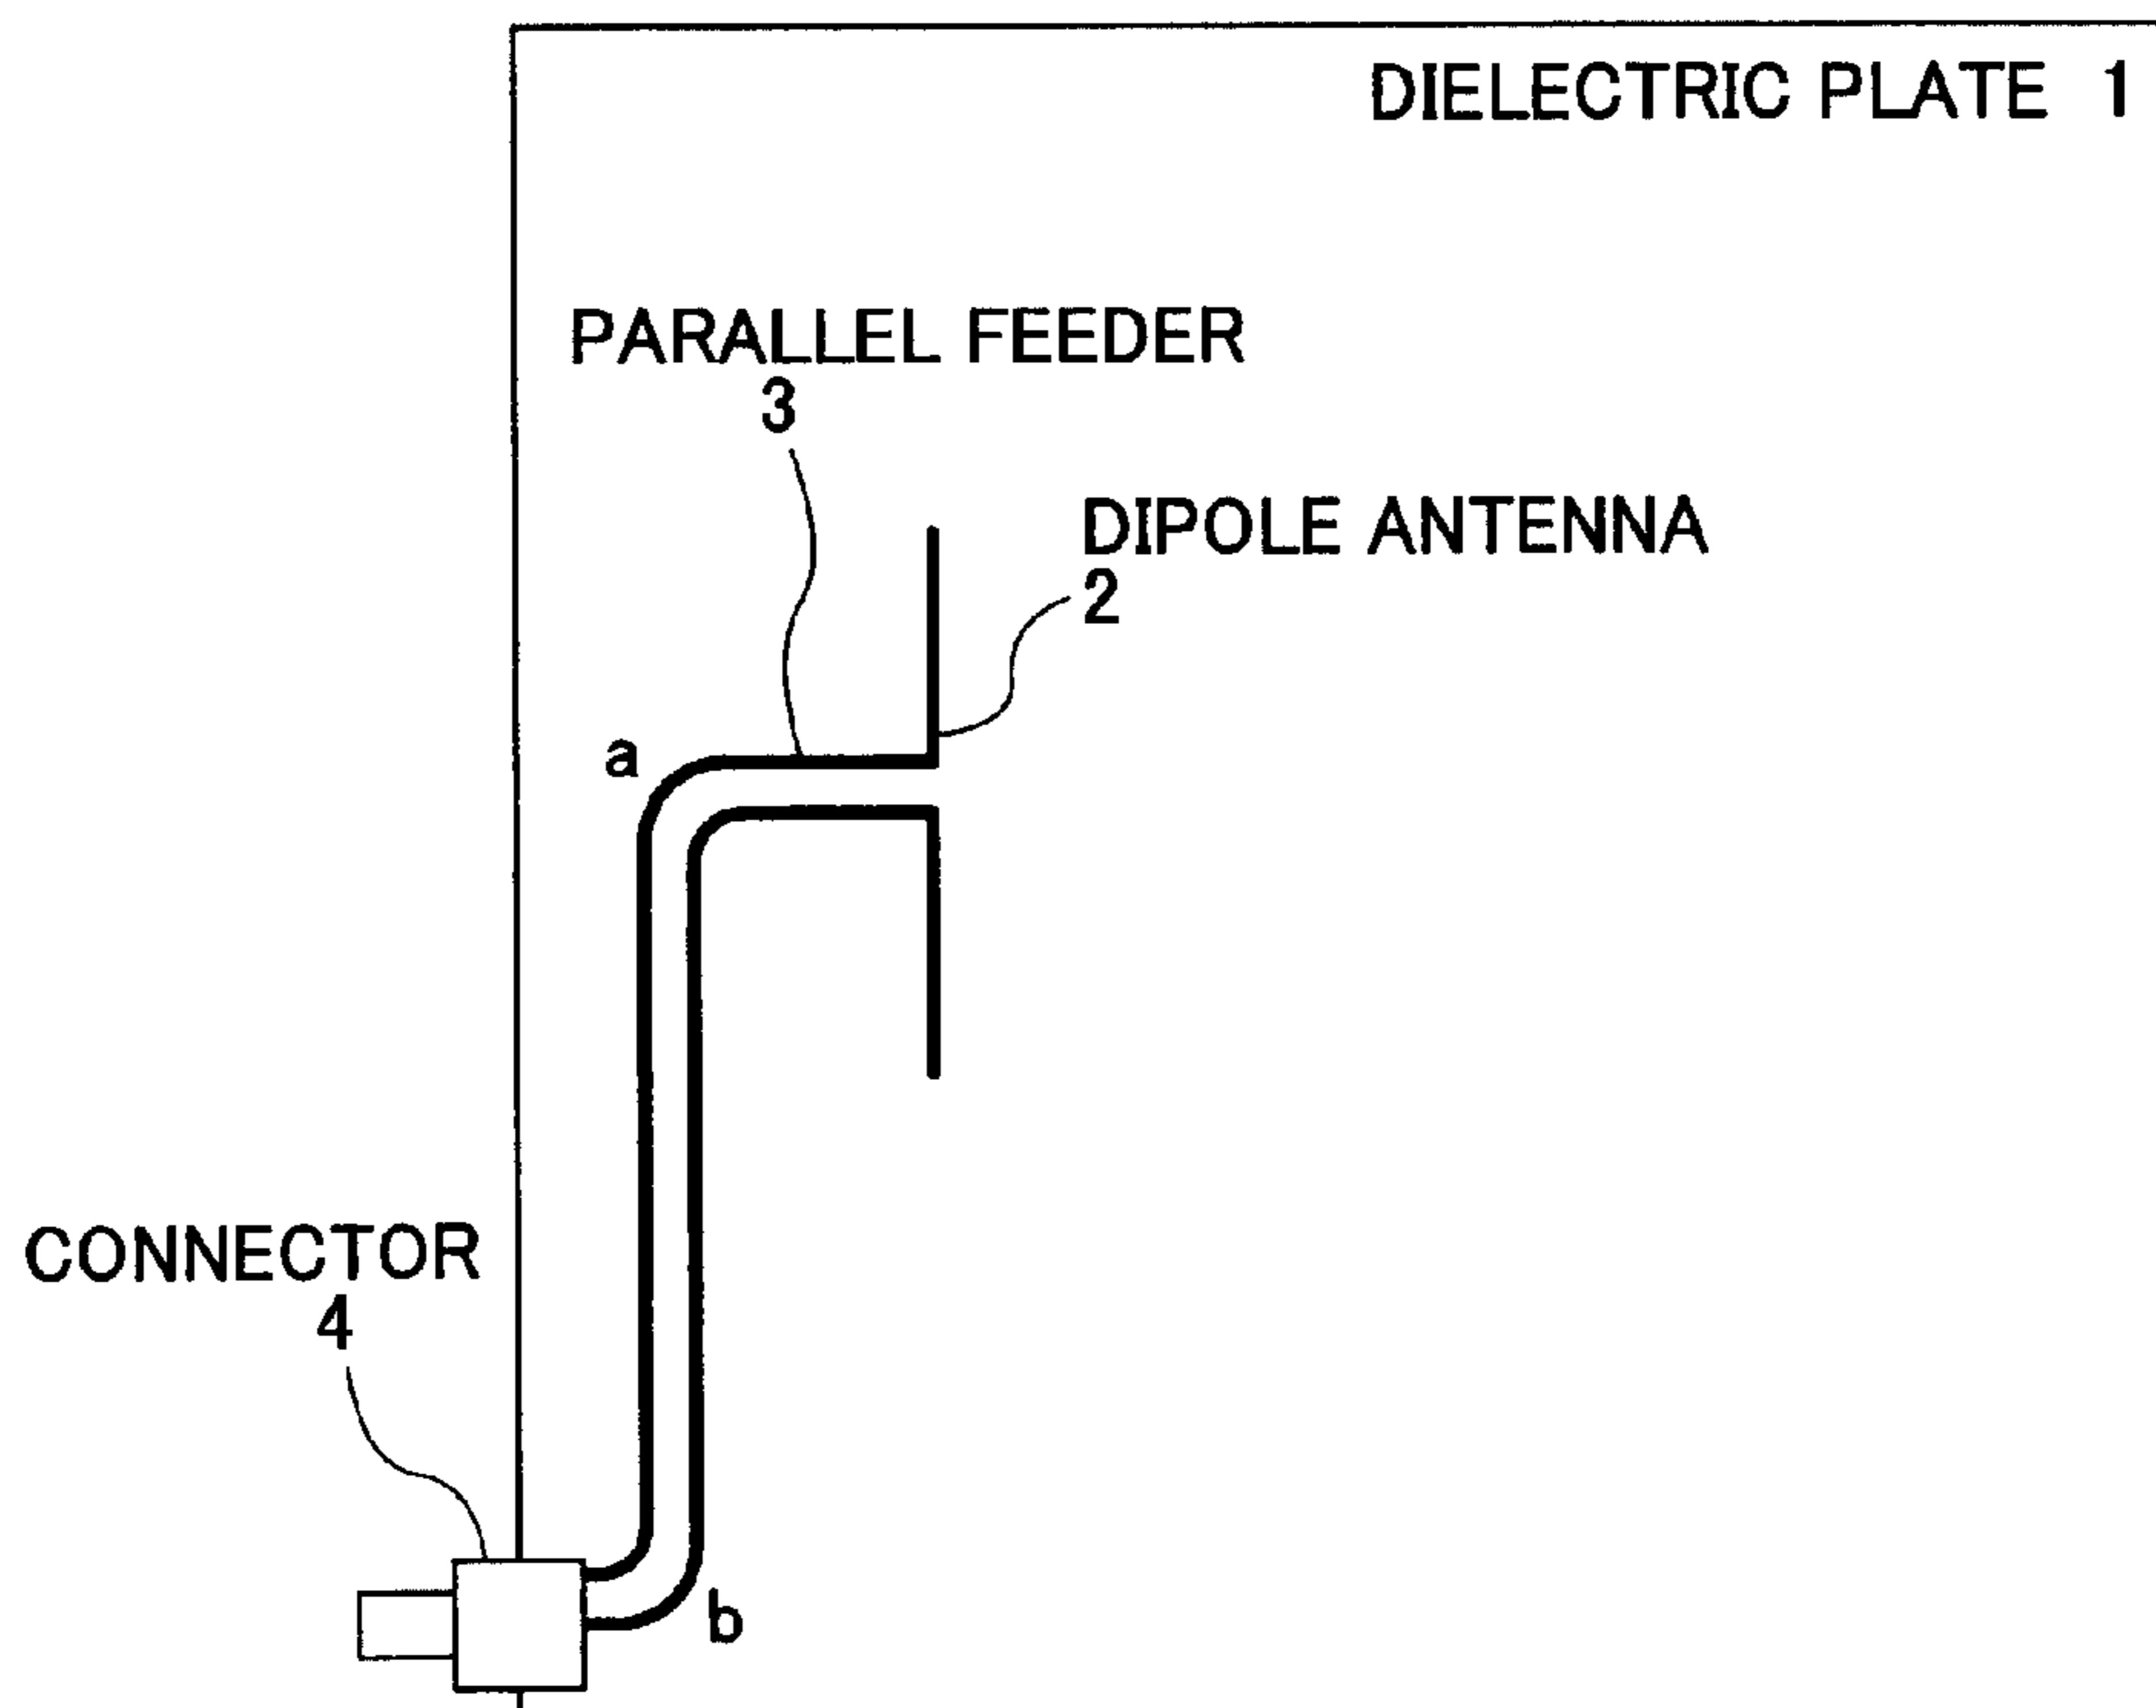 DIELECTRIC PLATE 1
PARALLEL FEEDER
3
DIPOLE ANTENNA
2
a
CONNECTOR
4
b